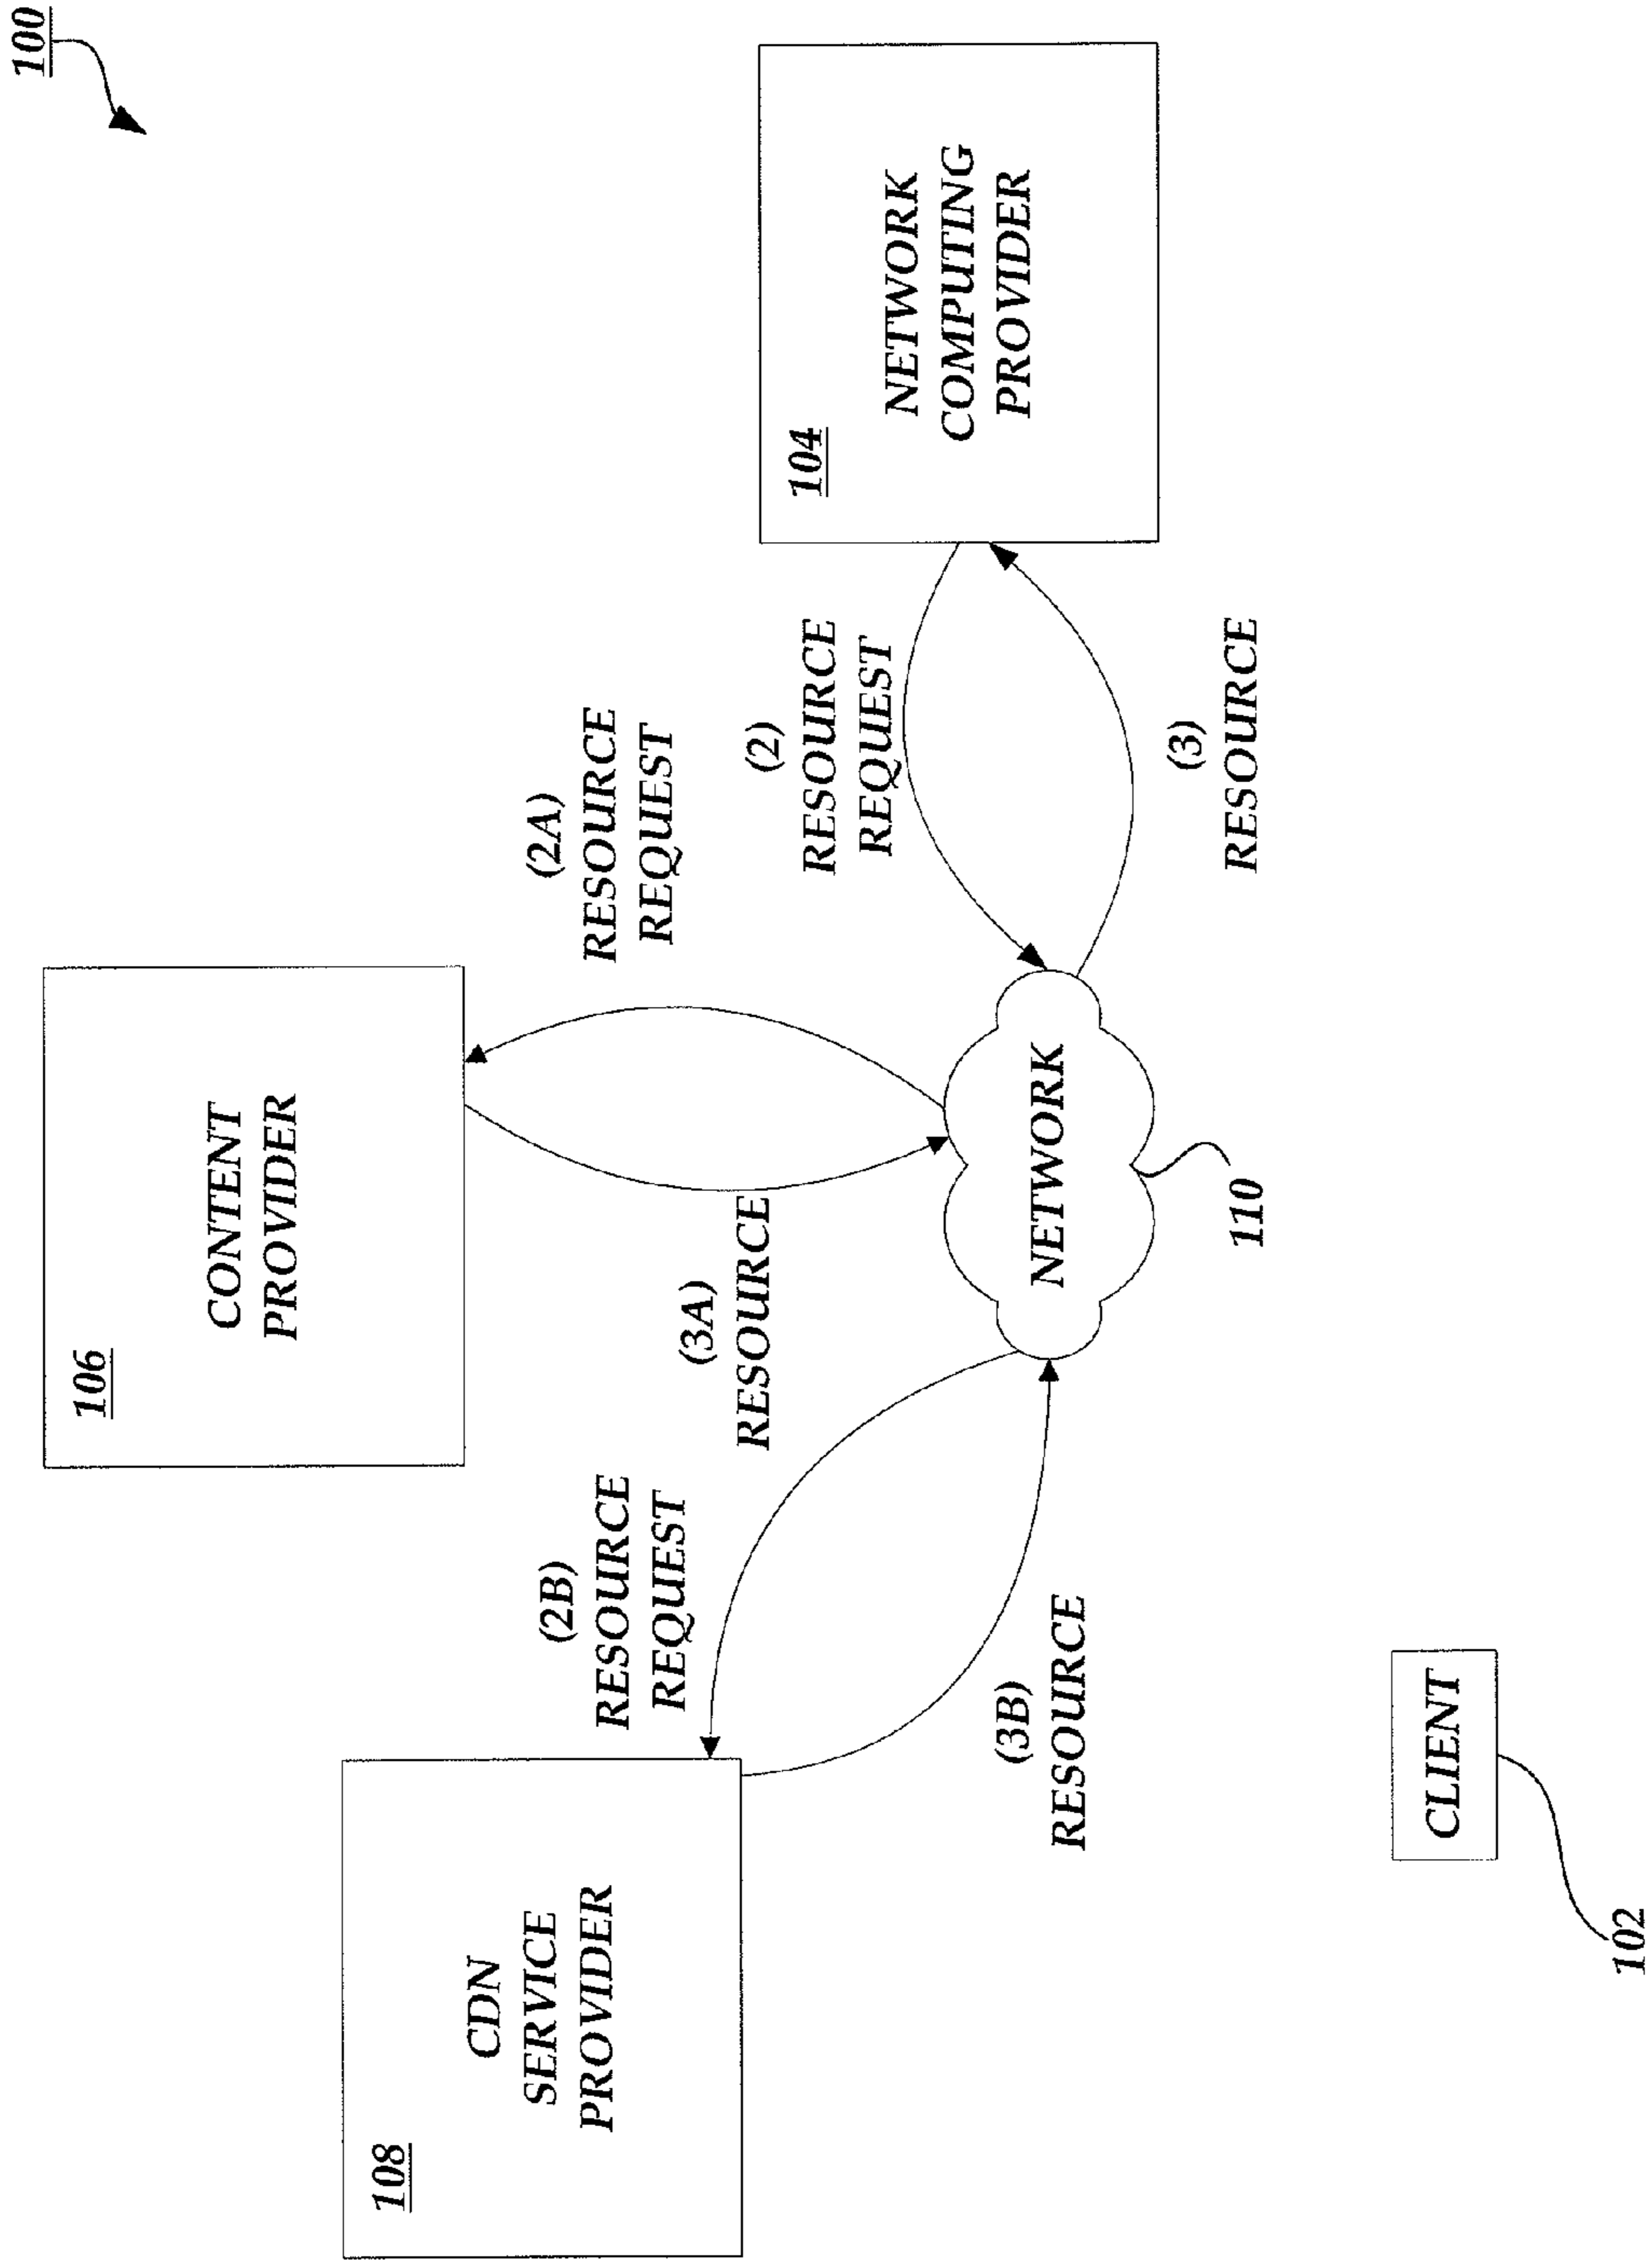 100
106
CONTENT
PROVIDER
108
CDN
SERVICE
PROVIDER
(2B)
RESOURCE
REQUEST
(3A)
RESOURCE
(2A)
RESOURCE
REQUEST
(2)
RESOURCE
REQUEST
104
NETWORK
COMPUTING
PROVIDER
(3B)
RESOURCE
NETWORK
110
(3)
RESOURCE
CLIENT
102